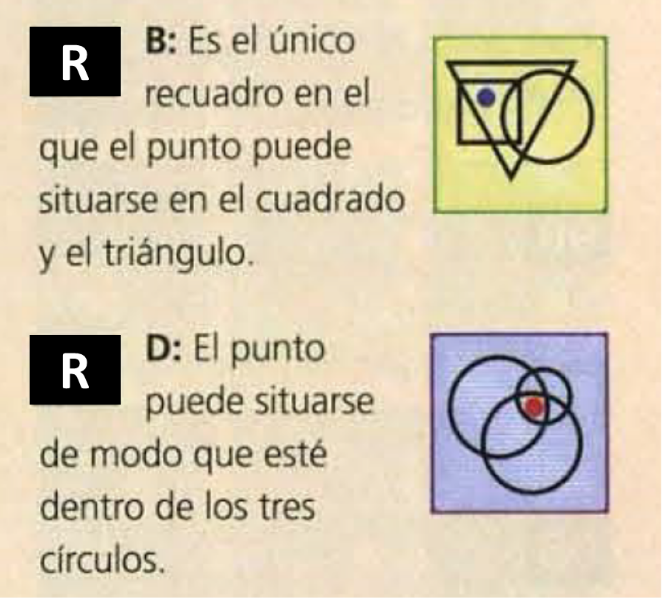 R B: Es el único
recuadro en el
que el punto puede
situarse en el cuadrado
y el triángulo.
R D: El punto
puede situarse
de modo que esté
dentro de los tres
círculos.